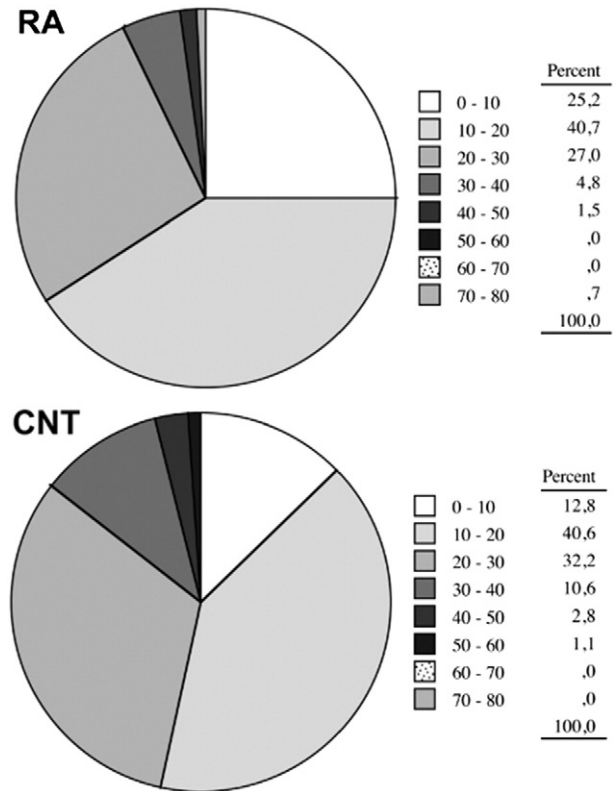 RA
Percent
0 - 10 25,2
10 - 20 40,7
20 - 30 27,0
30 - 40 4,8
40 - 50 1,5
50 - 60 ,0
60 - 70 ,0
70 - 80 ,7
100,0
CNT
Percent
0 - 10 12,8
10 - 20 40,6
20 - 30 32,2
30 - 40 10,6
40 - 50 2,8
50 - 60 1,1
60 - 70 ,0
70 - 80 ,0
100,0